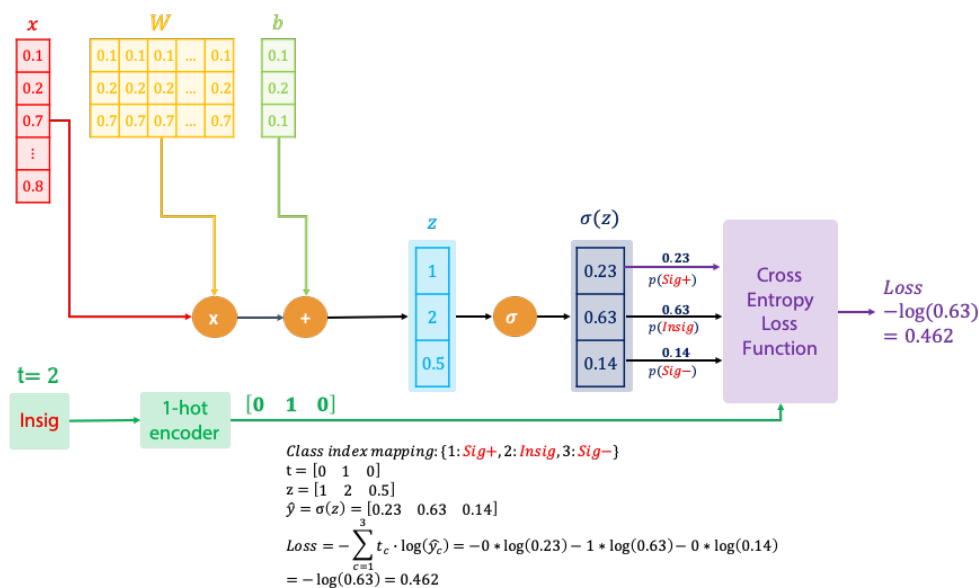 x W b
0.1
0.2
0.7
⋮
0.8
0.1 0.1 0.1 ... 0.1
0.2 0.2 0.2 ... 0.2
0.7 0.7 0.7 ... 0.7
0.1
0.2
0.1
x
+
z
1
2
0.5
σ
σ(z)
0.23
0.63
0.14
0.23
p(Sig+)
0.63
p(Insig)
0.14
p(Sig−)
Cross
Entropy
Loss
Function
Loss
−log(0.63)
= 0.462
t= 2
Insig
1-hot
encoder
[0 1 0]
Class index mapping: {1: Sig+, 2: Insig, 3: Sig−}
t = [0 1 0]
z = [1 2 0.5]
ŷ = σ(z) = [0.23 0.63 0.14]
Loss = − ∑_{c=1}^{3} t_c · log(ŷ_c) = −0 * log(0.23) − 1 * log(0.63) − 0 * log(0.14)
= − log(0.63) = 0.462